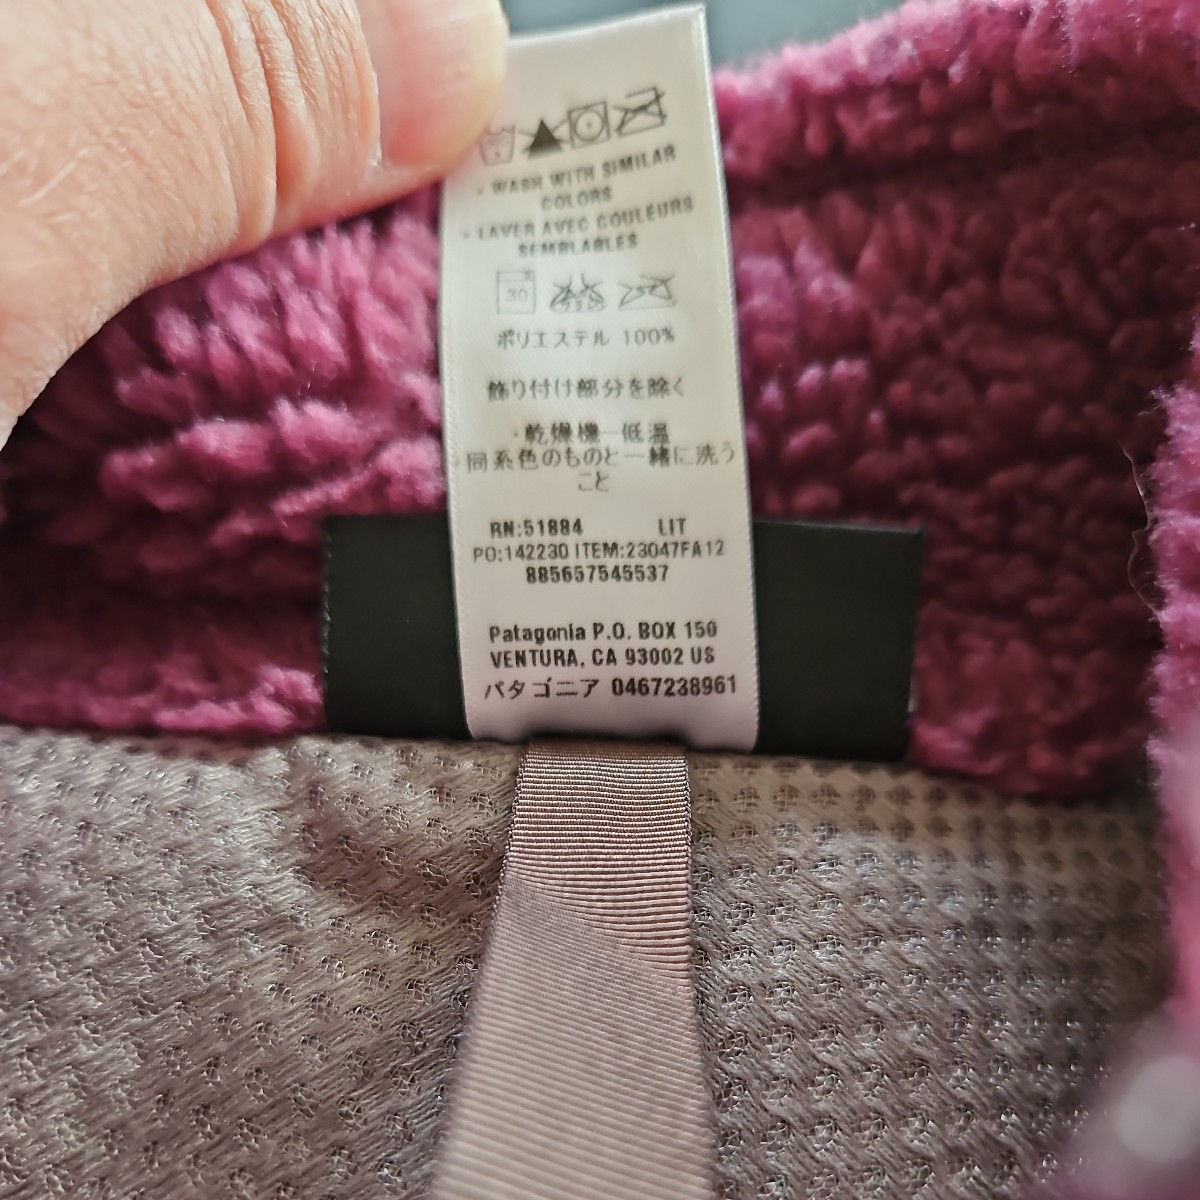 · WASH WITH SIMILAR
COLORS
· LAVER AVEC COULEURS
SEMBLABLES
30
ポリエステル 100%
飾り付け部分を除く
· 乾燥機-低温
· 同系色のものと一緒に洗う
こと
RN:51884 LIT
PO:142230 ITEM:23047FA12
885657545537
Patagonia P.O. BOX 150
VENTURA, CA 93002 US
パタゴニア 0467238961